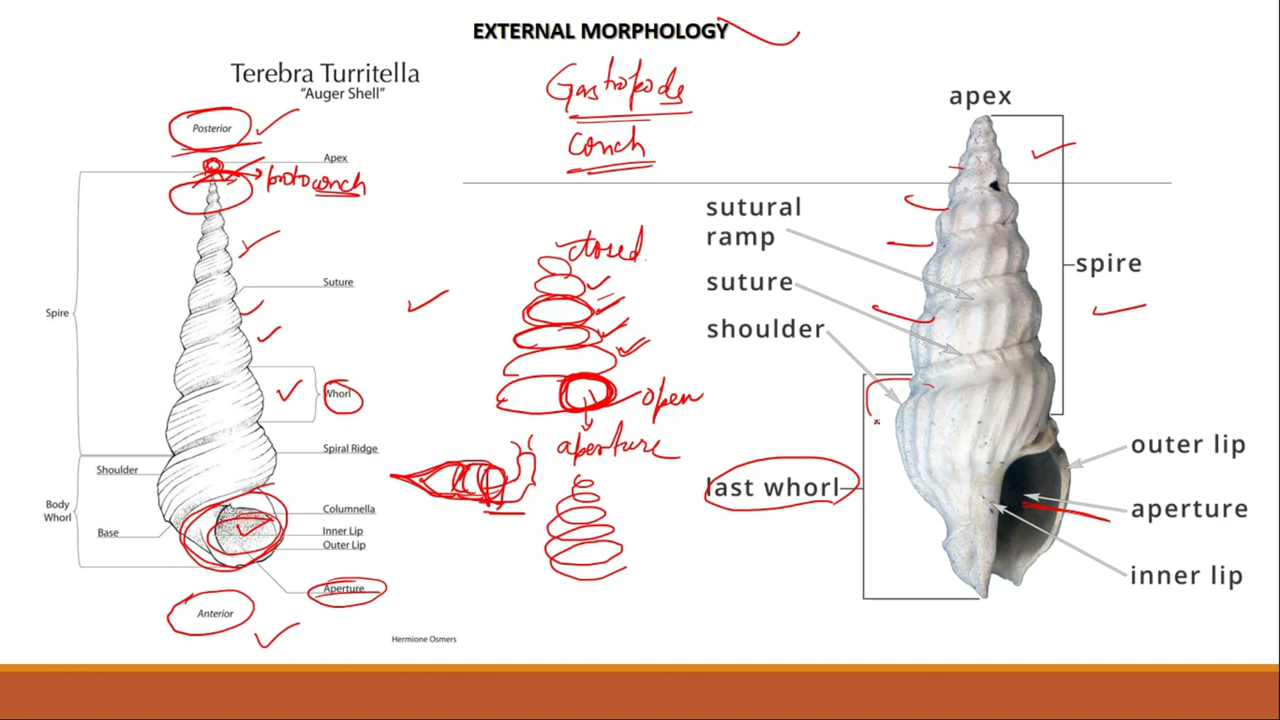 EXTERNAL MORPHOLOGY
Terebra Turritella
"Auger Shell"
Gastropods
conch
Posterior
Apex
protoconch
Spire
Suture
Whorl
Spiral Ridge
Shoulder
Body
Whorl
Base
Columnella
Inner Lip
Outer Lip
Aperture
Anterior
Hermione Osmers
closed
open
aperture
apex
sutural
ramp
suture
shoulder
spire
last whorl
outer lip
aperture
inner lip